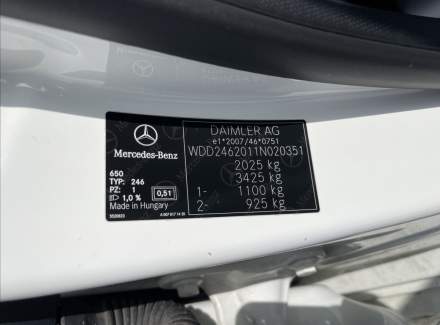 DAIMLER AG
e1*2007/46*0751
WDD2462011N020351
2025 kg
3425 kg
1- 1100 kg
2- 925 kg
Mercedes-Benz
650
TYP: 246
PZ: 1
1,0 % 0,51
Made in Hungary